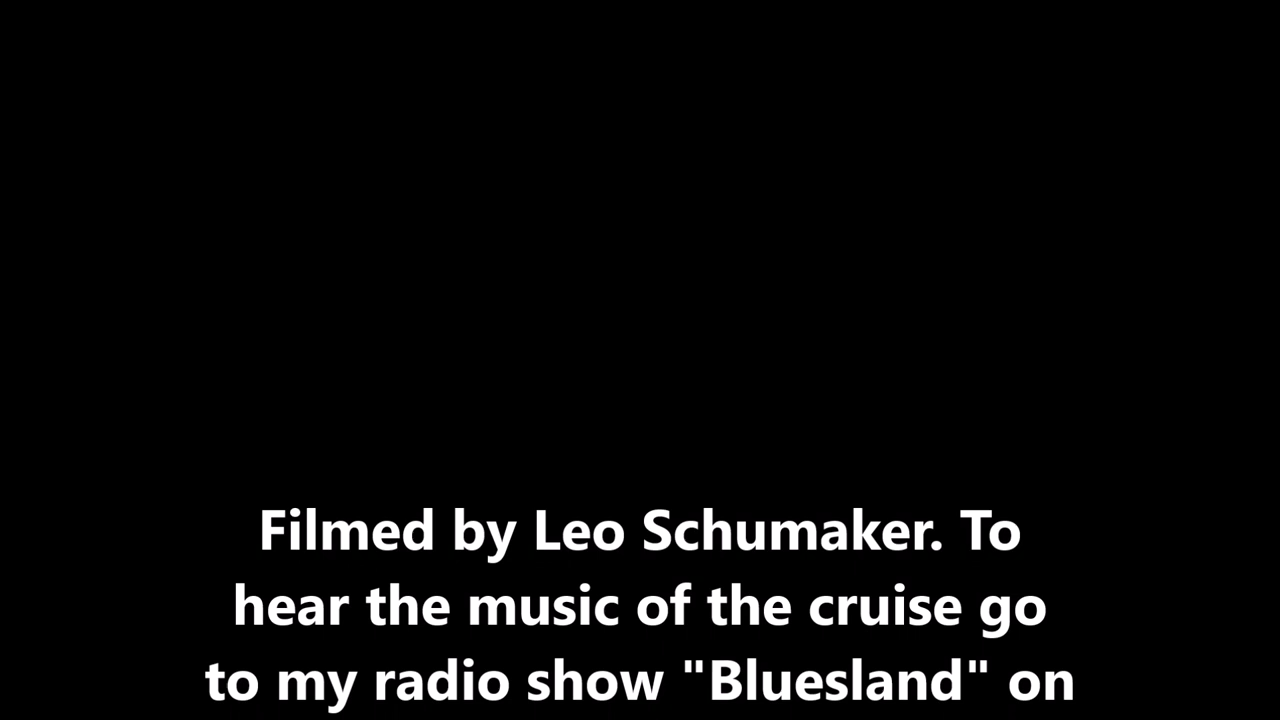 Filmed by Leo Schumaker. To
hear the music of the cruise go
to my radio show "Bluesland" on